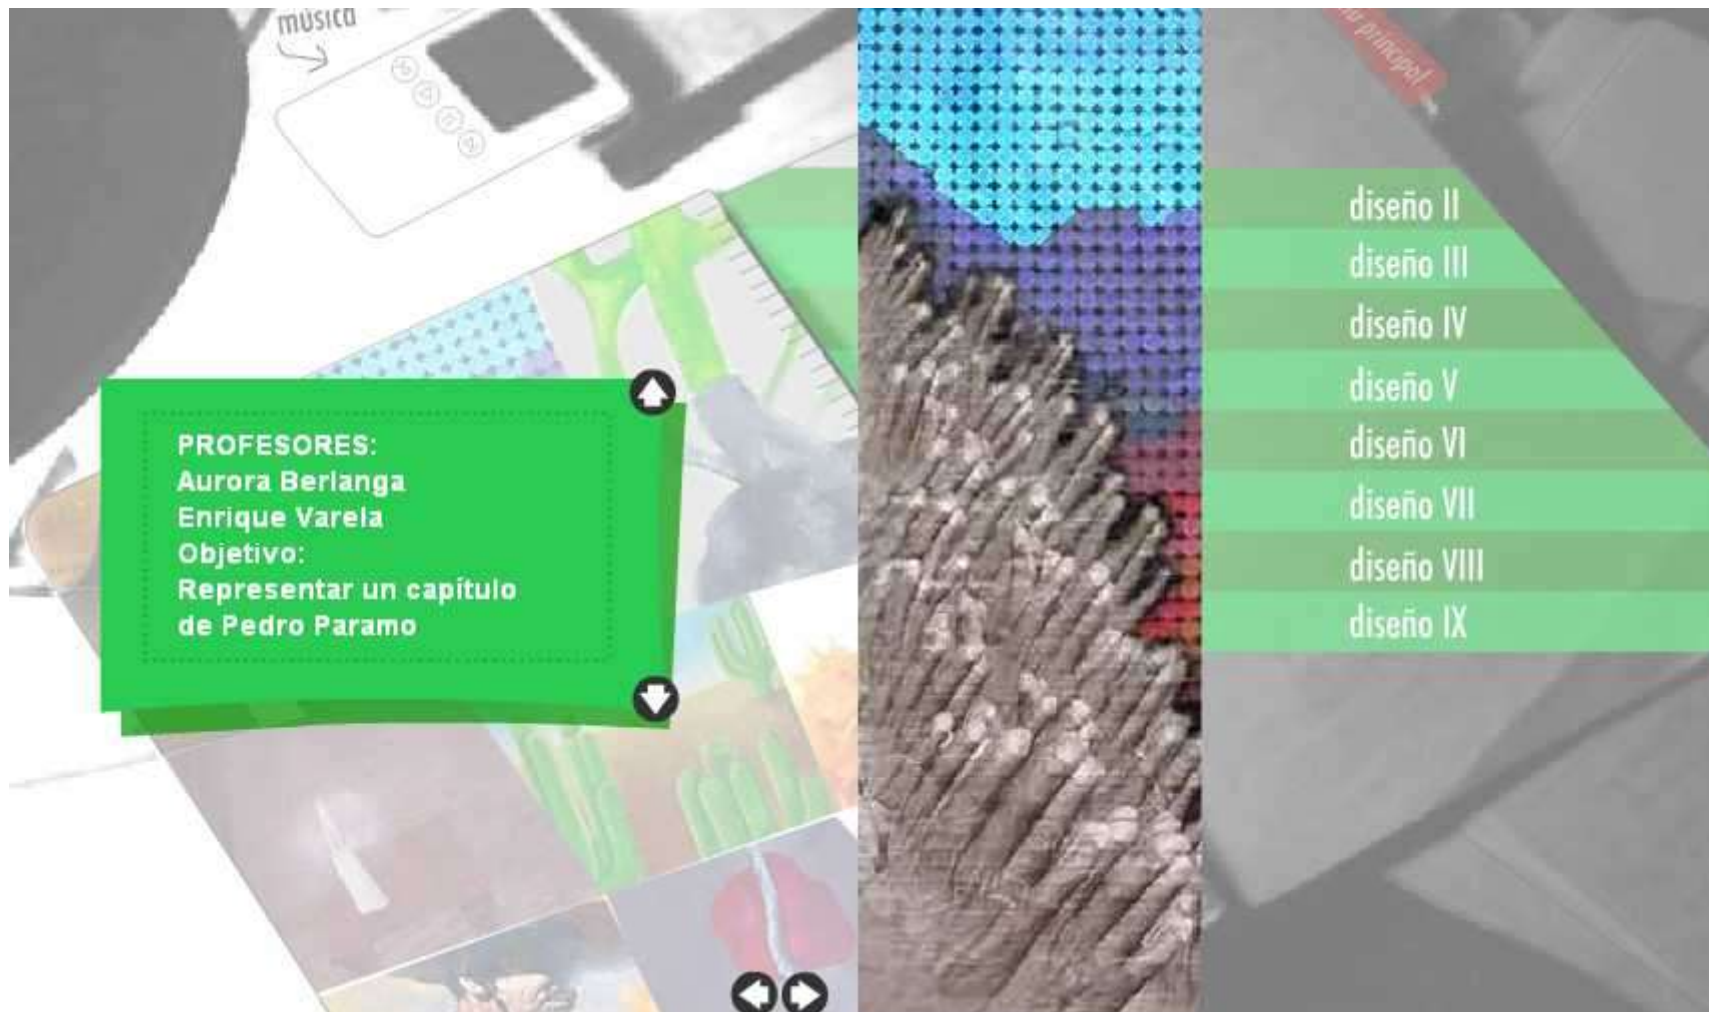 música
principal
PROFESORES:
Aurora Berlanga
Enrique Varela
Objetivo:
Representar un capítulo
de Pedro Paramo
diseño II
diseño III
diseño IV
diseño V
diseño VI
diseño VII
diseño VIII
diseño IX